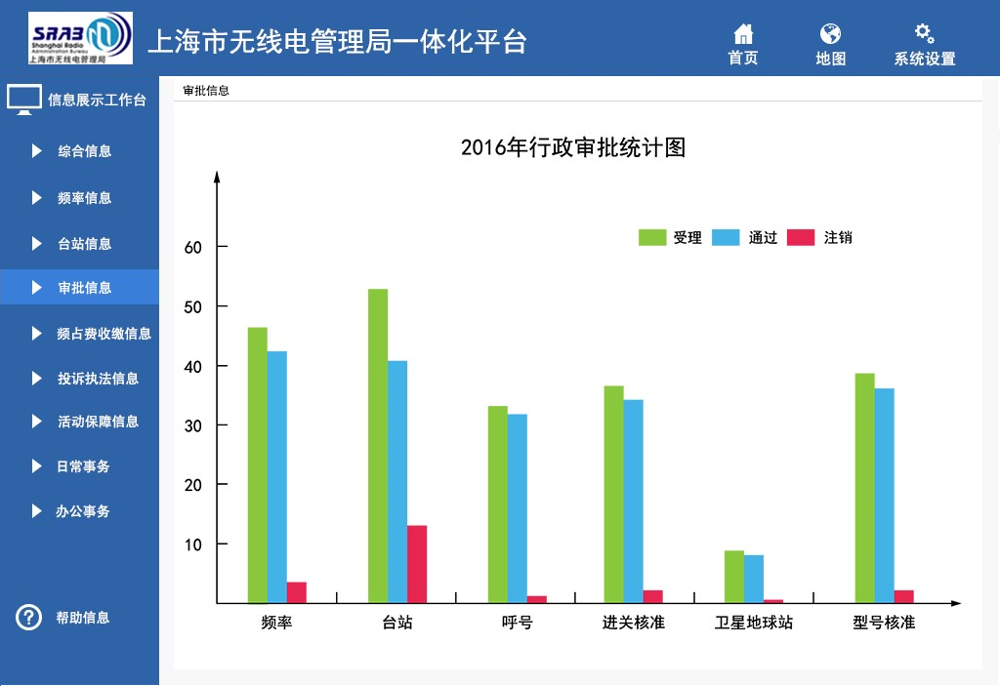 SRAB
Shanghai Radio
Administration Bureau
上海市无线电管理局
上海市无线电管理局一体化平台
首页
地图
系统设置
信息展示工作台
综合信息
频率信息
台站信息
审批信息
频占费收缴信息
投诉执法信息
活动保障信息
日常事务
办公事务
帮助信息
审批信息
2016年行政审批统计图
受理 通过 注销
60
50
40
30
20
10
频率 台站 呼号 进关核准 卫星地球站 型号核准